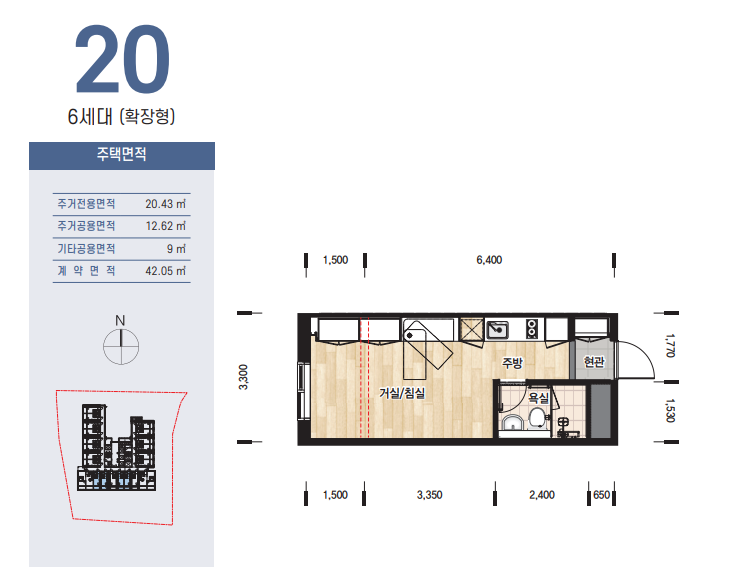 20
6세대 (확장형)
주택면적
주거전용면적 20.43 ㎡
주거공용면적 12.62 ㎡
기타공용면적 9 ㎡
계 약 면 적 42.05 ㎡
N
1,500 6,400
3,300
1,770
1,530
거실/침실
주방
현관
욕실
1,500 3,350 2,400 650